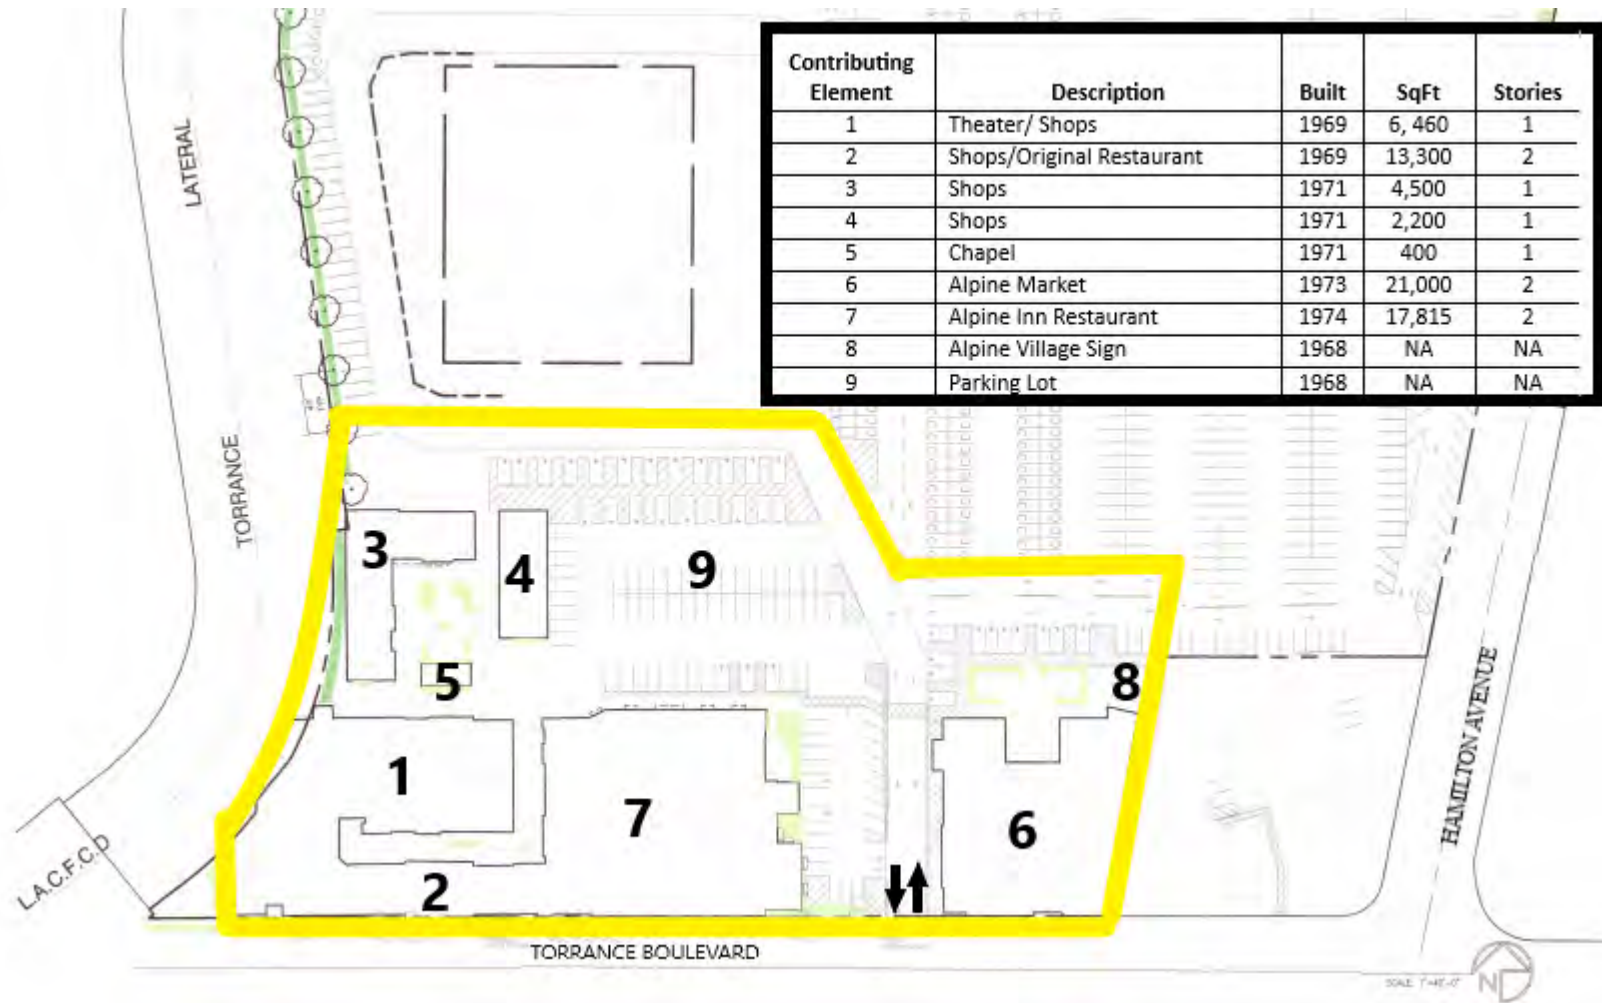 Contributing Element Description Built SqFt Stories
1 Theater/ Shops 1969 6, 460 1
2 Shops/Original Restaurant 1969 13,300 2
3 Shops 1971 4,500 1
4 Shops 1971 2,200 1
5 Chapel 1971 400 1
6 Alpine Market 1973 21,000 2
7 Alpine Inn Restaurant 1974 17,815 2
8 Alpine Village Sign 1968 NA NA
9 Parking Lot 1968 NA NA
LATERAL
TORRANCE
3
4
9
5
8
1
7
6
2
L.A.C.F.C.D
HAMILTON AVENUE
TORRANCE BOULEVARD
N